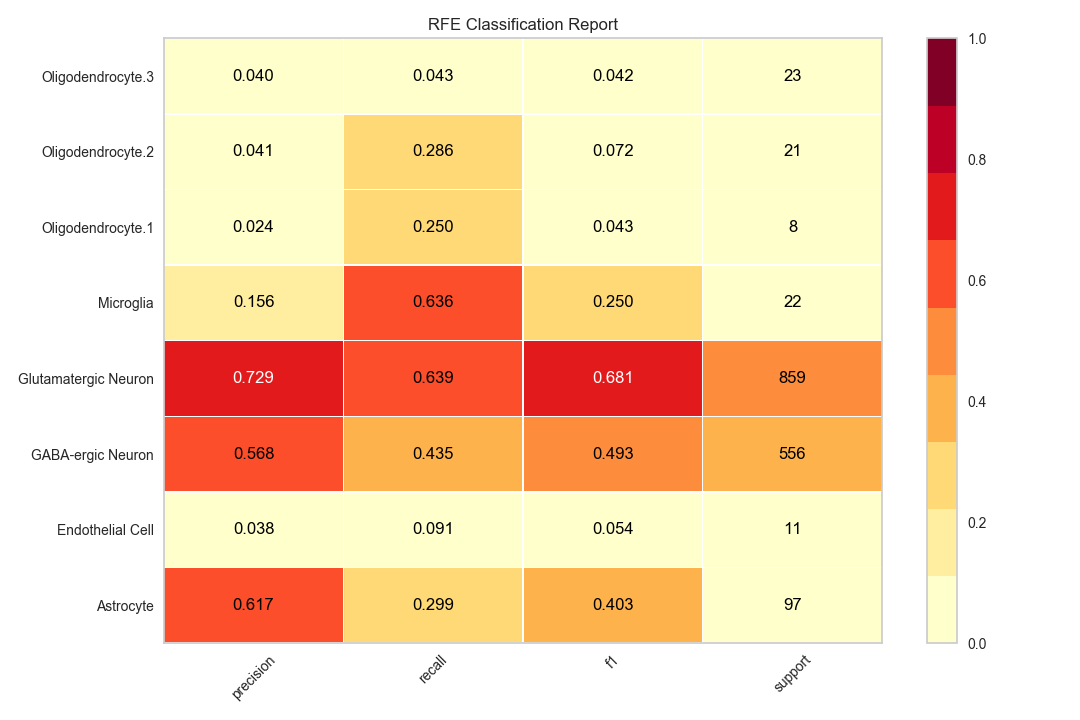 RFE Classification Report
Oligodendrocyte.3 0.040 0.043 0.042 23
Oligodendrocyte.2 0.041 0.286 0.072 21
Oligodendrocyte.1 0.024 0.250 0.043 8
Microglia 0.156 0.636 0.250 22
Glutamatergic Neuron 0.729 0.639 0.681 859
GABA-ergic Neuron 0.568 0.435 0.493 556
Endothelial Cell 0.038 0.091 0.054 11
Astrocyte 0.617 0.299 0.403 97
precision recall f1 support
1.0
0.8
0.6
0.4
0.2
0.0